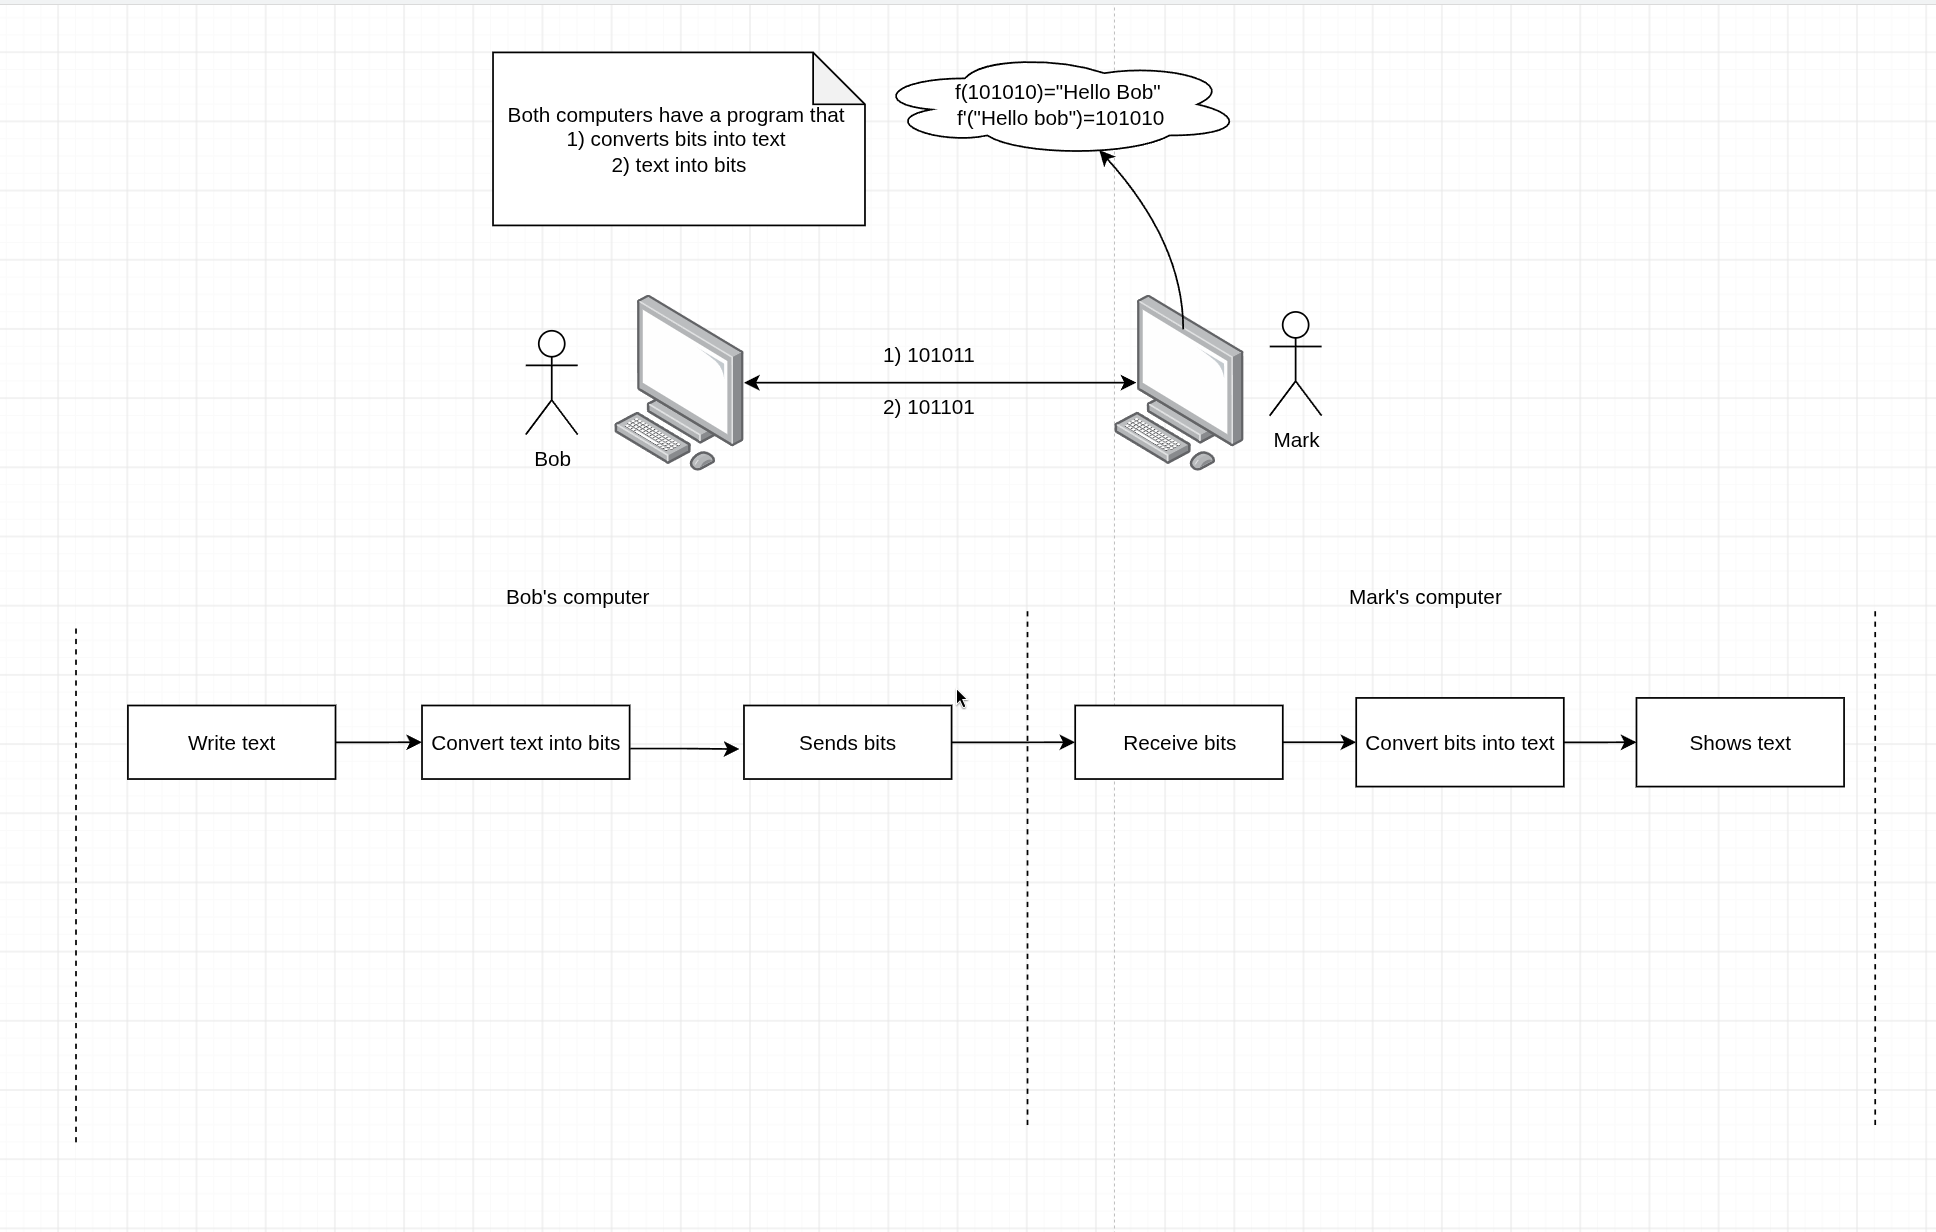 Both computers have a program that
1) converts bits into text
2) text into bits
f(101010)="Hello Bob"
f'("Hello bob")=101010
1) 101011
2) 101101
Bob
Mark
Bob's computer
Mark's computer
Write text
Convert text into bits
Sends bits
Receive bits
Convert bits into text
Shows text